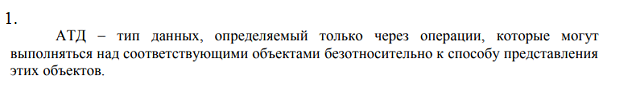 1.
АТД – тип данных, определяемый только через операции, которые могут
выполняться над соответствующими объектами безотносительно к способу представления
этих объектов.